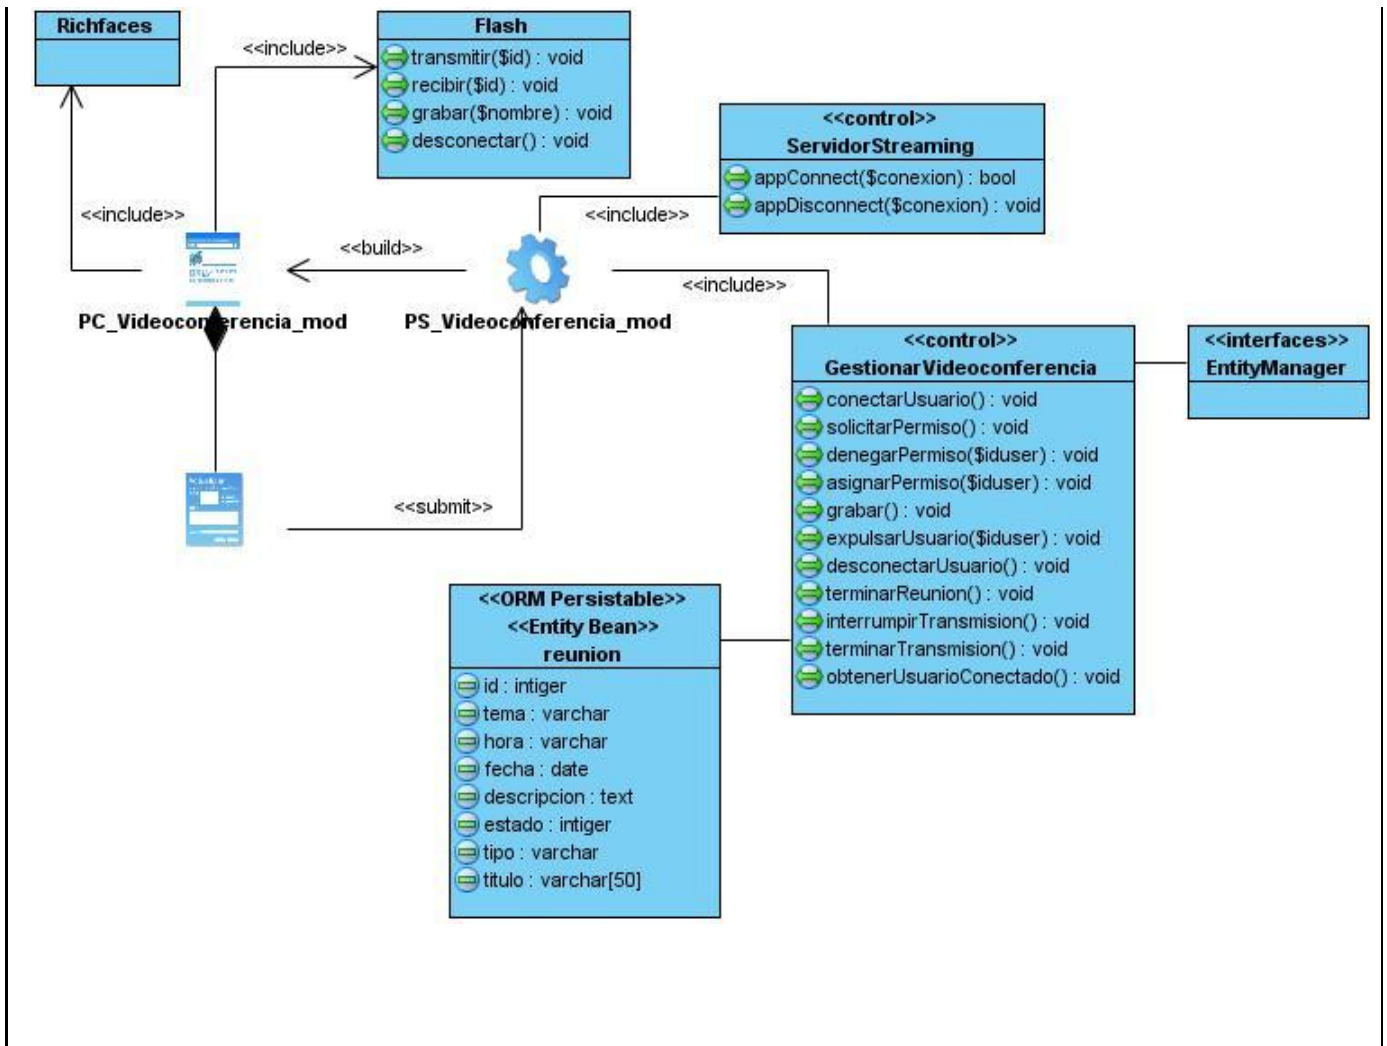 Richfaces
<<include>>
Flash
transmitir($id) : void
recibir($id) : void
grabar($nombre) : void
desconectar() : void
<<control>>
ServidorStreaming
appConnect($conexion) : bool
appDisconnect($conexion) : void
<<include>>
<<include>>
<<build>>
<<include>>
PC_Videoconferencia_mod
PS_Videoconferencia_mod
<<control>>
GestionarVideoconferencia
conectarUsuario() : void
solicitarPermiso() : void
denegarPermiso($iduser) : void
asignarPermiso($iduser) : void
grabar() : void
expulsarUsuario($iduser) : void
desconectarUsuario() : void
terminarReunion() : void
interrumpirTransmision() : void
terminarTransmision() : void
obtenerUsuarioConectado() : void
<<interfaces>>
EntityManager
<<submit>>
<<ORM Persistable>>
<<Entity Bean>>
reunion
id : intiger
tema : varchar
hora : varchar
fecha : date
descripcion : text
estado : intiger
tipo : varchar
titulo : varchar[50]